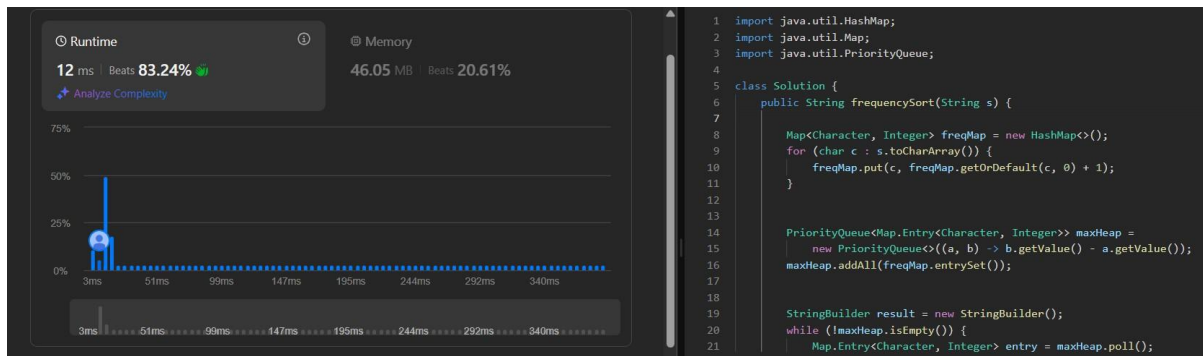 Runtime
12 ms | Beats 83.24%
Analyze Complexity
Memory
46.05 MB | Beats 20.61%
75%
50%
25%
0%
3ms 51ms 99ms 147ms 195ms 244ms 292ms 340ms
3ms 51ms 99ms 147ms 195ms 244ms 292ms 340ms
1 import java.util.HashMap;
2 import java.util.Map;
3 import java.util.PriorityQueue;
4
5 class Solution {
6 public String frequencySort(String s) {
7
8 Map<Character, Integer> freqMap = new HashMap<>();
9 for (char c : s.toCharArray()) {
10 freqMap.put(c, freqMap.getOrDefault(c, 0) + 1);
11 }
12
13
14 PriorityQueue<Map.Entry<Character, Integer>> maxHeap =
15 new PriorityQueue<>((a, b) -> b.getValue() - a.getValue());
16 maxHeap.addAll(freqMap.entrySet());
17
18
19 StringBuilder result = new StringBuilder();
20 while (!maxHeap.isEmpty()) {
21 Map.Entry<Character, Integer> entry = maxHeap.poll();